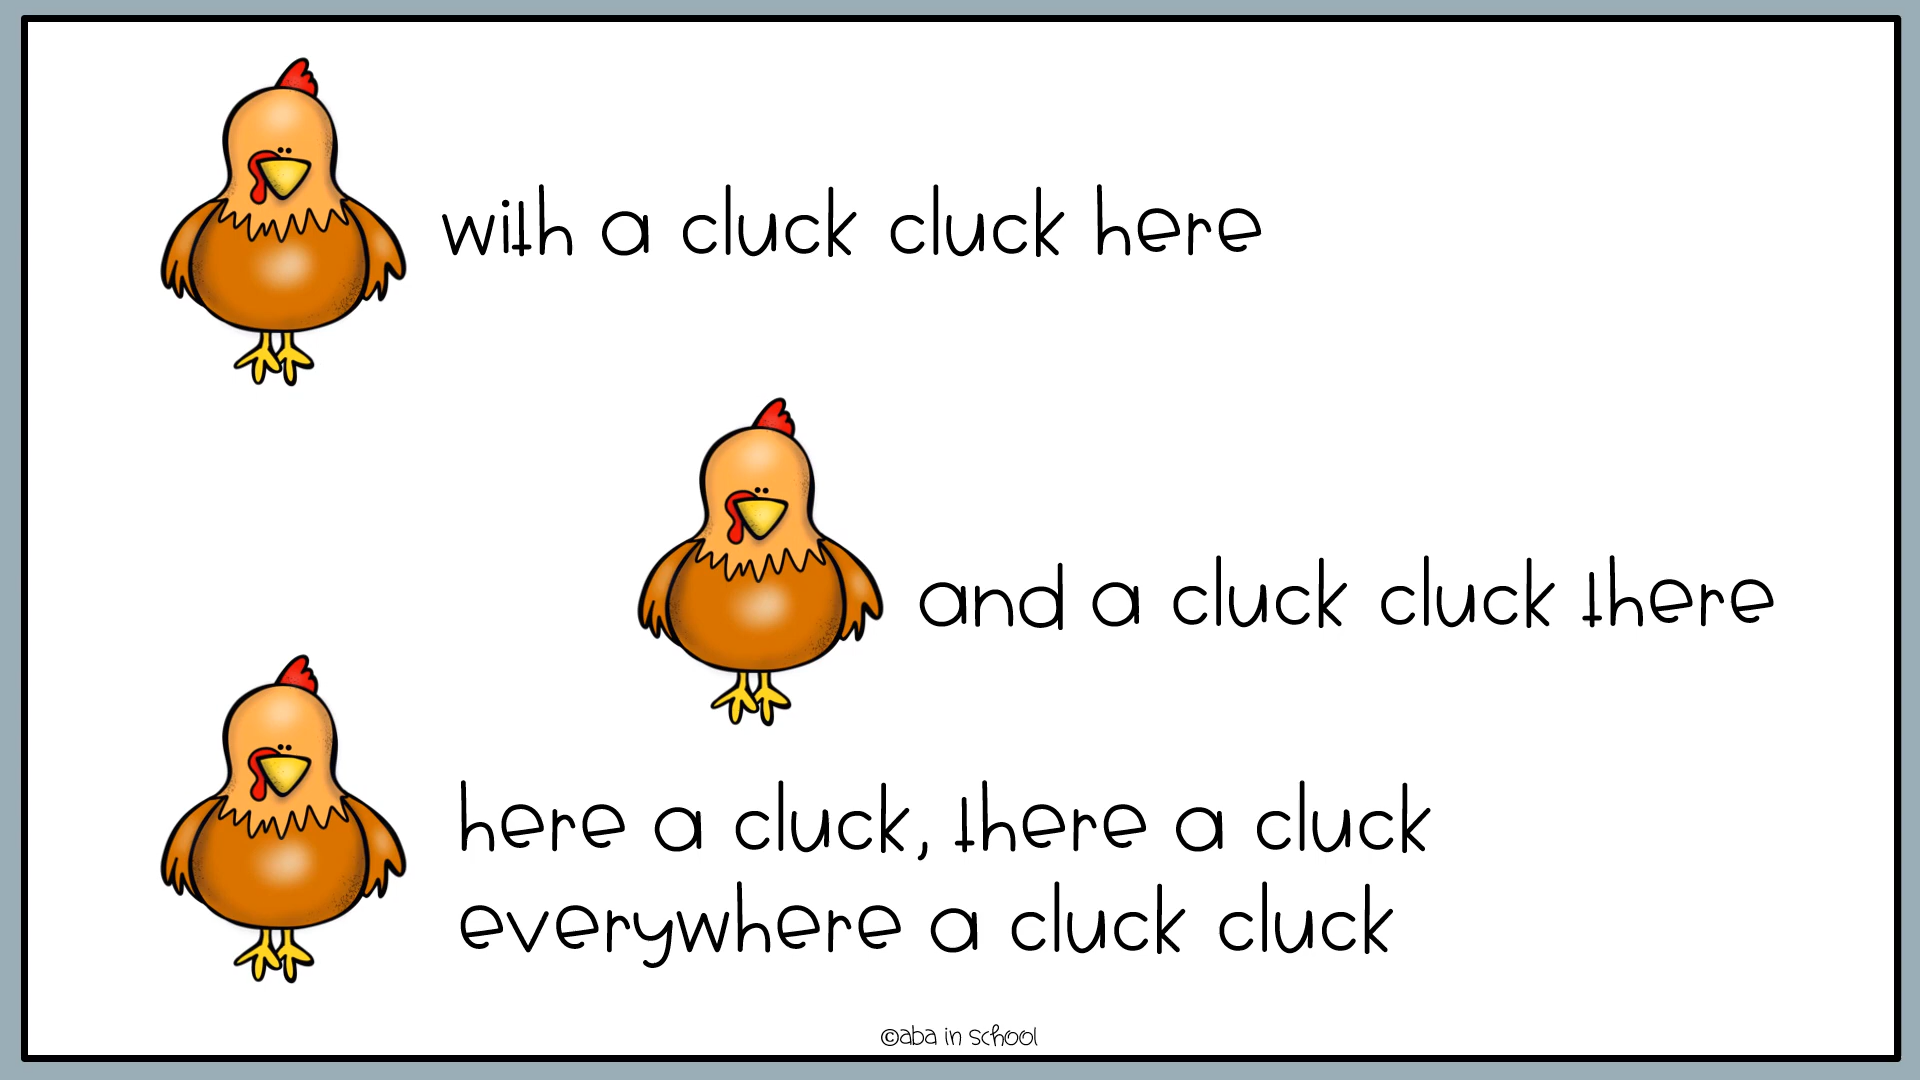 with a cluck cluck here
and a cluck cluck there
here a cluck, there a cluck
everywhere a cluck cluck
©aba in school